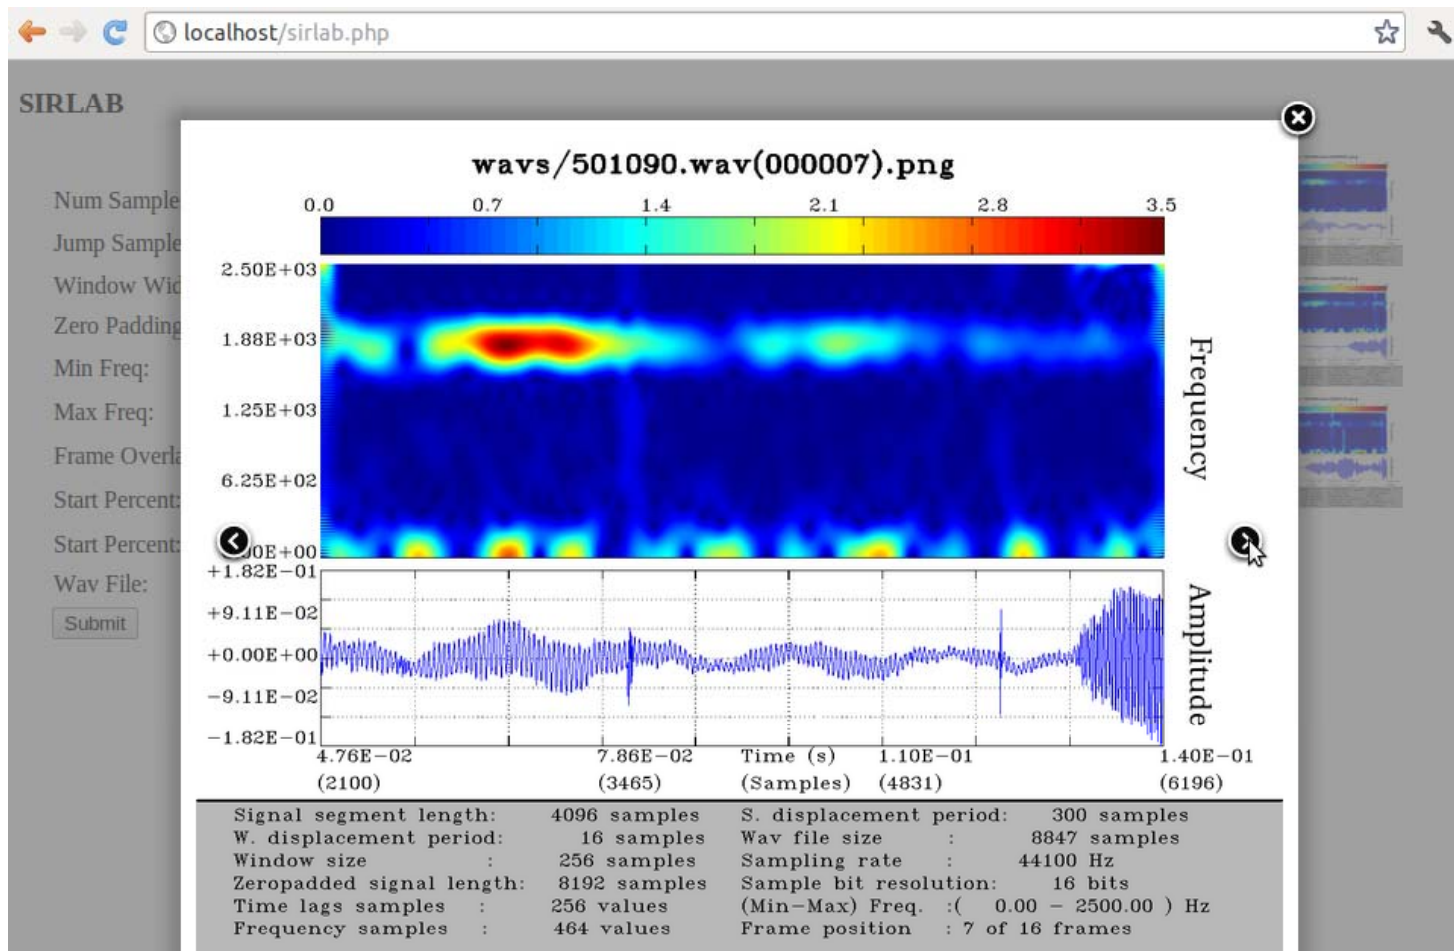 localhost/sirlab.php
SIRLAB
Num Sample
Jump Sample
Window Wid
Zero Padding
Min Freq:
Max Freq:
Frame Overla
Start Percent:
Start Percent:
Wav File:
Submit
wavs/501090.wav(000007).png
0.0 0.7 1.4 2.1 2.8 3.5
2.50E+03
1.88E+03
1.25E+03
6.25E+02
00E+00
Frequency
+1.82E−01
+9.11E−02
+0.00E+00
−9.11E−02
−1.82E−01
Amplitude
4.76E−02 7.86E−02 Time (s) 1.10E−01 1.40E−01
(2100) (3465) (Samples) (4831) (6196)
Signal segment length: 4096 samples S. displacement period: 300 samples
W. displacement period: 16 samples Wav file size : 8847 samples
Window size : 256 samples Sampling rate : 44100 Hz
Zeropadded signal length: 8192 samples Sample bit resolution: 16 bits
Time lags samples : 256 values (Min−Max) Freq. :( 0.00 − 2500.00 ) Hz
Frequency samples : 464 values Frame position : 7 of 16 frames